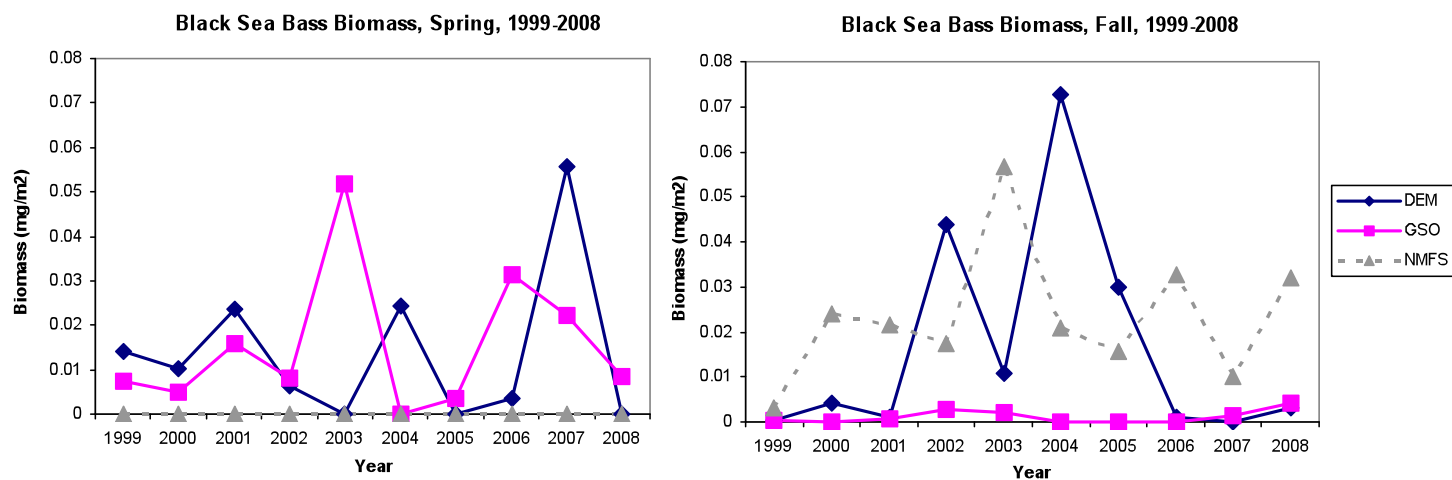 Black Sea Bass Biomass, Spring, 1999-2008
0.08
0.07
0.06
0.05
0.04
0.03
0.02
0.01
0
Biomass (mg/m2)
1999 2000 2001 2002 2003 2004 2005 2006 2007 2008
Year
Black Sea Bass Biomass, Fall, 1999-2008
0.08
0.07
0.06
0.05
0.04
0.03
0.02
0.01
0
Biomass (mg/m2)
1999 2000 2001 2002 2003 2004 2005 2006 2007 2008
Year
DEM
GSO
NMFS